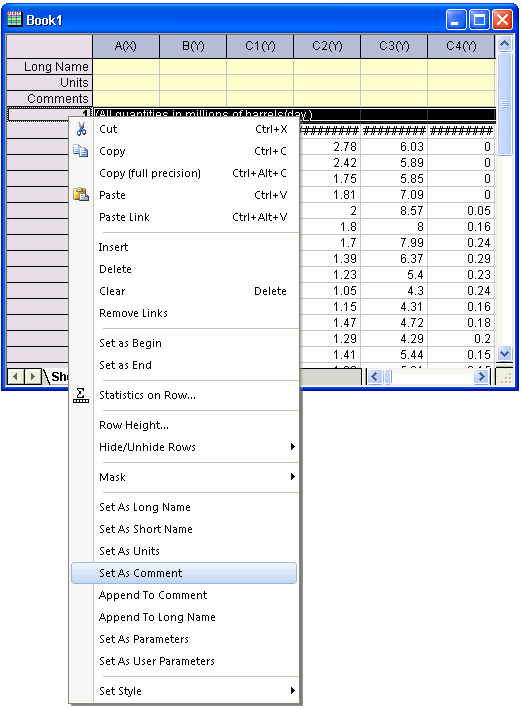 Book1
A(X) B(Y) C1(Y) C2(Y) C3(Y) C4(Y)
Long Name
Units
Comments
1 (All quantities in millions of barrels/day.)
######## ######## ########
2.78 6.03 0
2.42 5.89 0
1.75 5.85 0
1.81 7.09 0
2 8.57 0.05
1.8 8 0.16
1.7 7.99 0.24
1.39 6.37 0.29
1.23 5.4 0.23
1.05 4.3 0.24
1.15 4.31 0.16
1.47 4.72 0.18
1.29 4.29 0.2
1.41 5.44 0.15
Cut Ctrl+X
Copy Ctrl+C
Copy (full precision) Ctrl+Alt+C
Paste Ctrl+V
Paste Link Ctrl+Alt+V
Insert
Delete
Clear Delete
Remove Links
Set as Begin
Set as End
Statistics on Row...
Row Height...
Hide/Unhide Rows
Mask
Set As Long Name
Set As Short Name
Set As Units
Set As Comment
Append To Comment
Append To Long Name
Set As Parameters
Set As User Parameters
Set Style